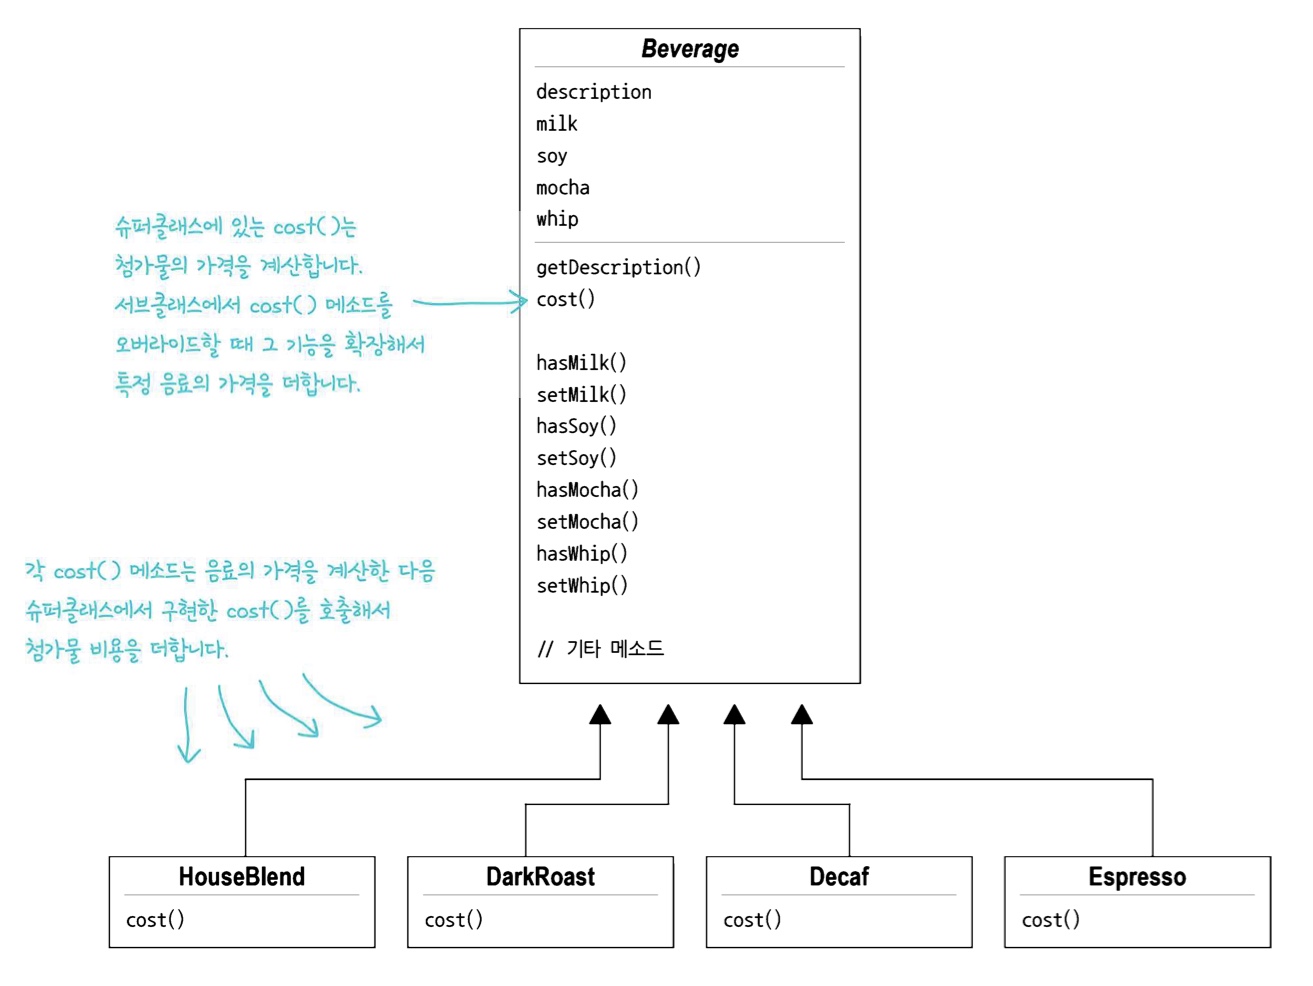 Beverage
description
milk
soy
mocha
whip
getDescription()
cost()
hasMilk()
setMilk()
hasSoy()
setSoy()
hasMocha()
setMocha()
hasWhip()
setWhip()
// 기타 메소드
슈퍼클래스에 있는 cost()는
첨가물의 가격을 계산합니다.
서브클래스에서 cost() 메소드를
오버라이드할 때 그 기능을 확장해서
특정 음료의 가격을 더합니다.
각 cost() 메소드는 음료의 가격을 계산한 다음
슈퍼클래스에서 구현한 cost()를 호출해서
첨가물 비용을 더합니다.
HouseBlend
cost()
DarkRoast
cost()
Decaf
cost()
Espresso
cost()